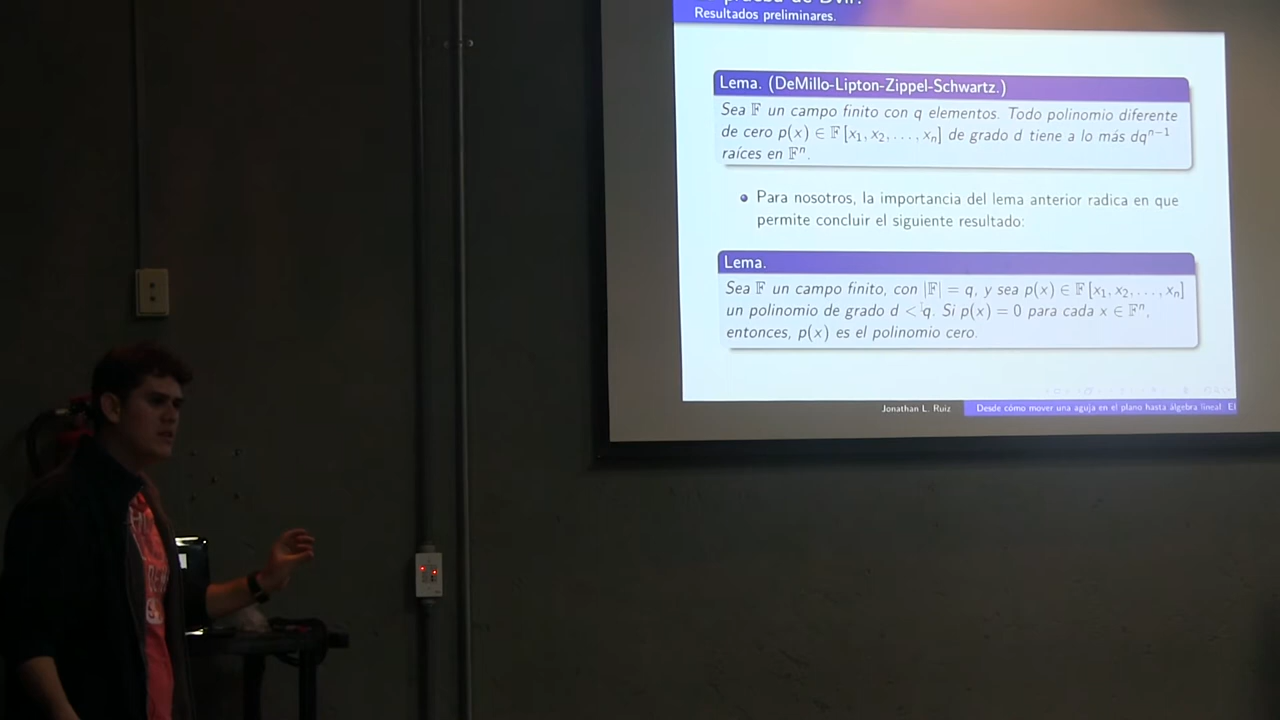 prueba de Dvir.
Resultados preliminares.
Lema. (DeMillo-Lipton-Zippel-Schwartz.)
Sea 𝔽 un campo finito con q elementos. Todo polinomio diferente
de cero p(x) ∈ 𝔽 [x₁, x₂, . . . , xₙ] de grado d tiene a lo más dqⁿ⁻¹
raíces en 𝔽ⁿ.
Para nosotros, la importancia del lema anterior radica en que
permite concluir el siguiente resultado:
Lema.
Sea 𝔽 un campo finito, con |𝔽| = q, y sea p(x) ∈ 𝔽 [x₁, x₂, . . . , xₙ]
un polinomio de grado d < q. Si p(x) = 0 para cada x ∈ 𝔽ⁿ,
entonces, p(x) es el polinomio cero.
Jonathan L. Ruiz
Desde cómo mover una aguja en el plano hasta álgebra lineal. El